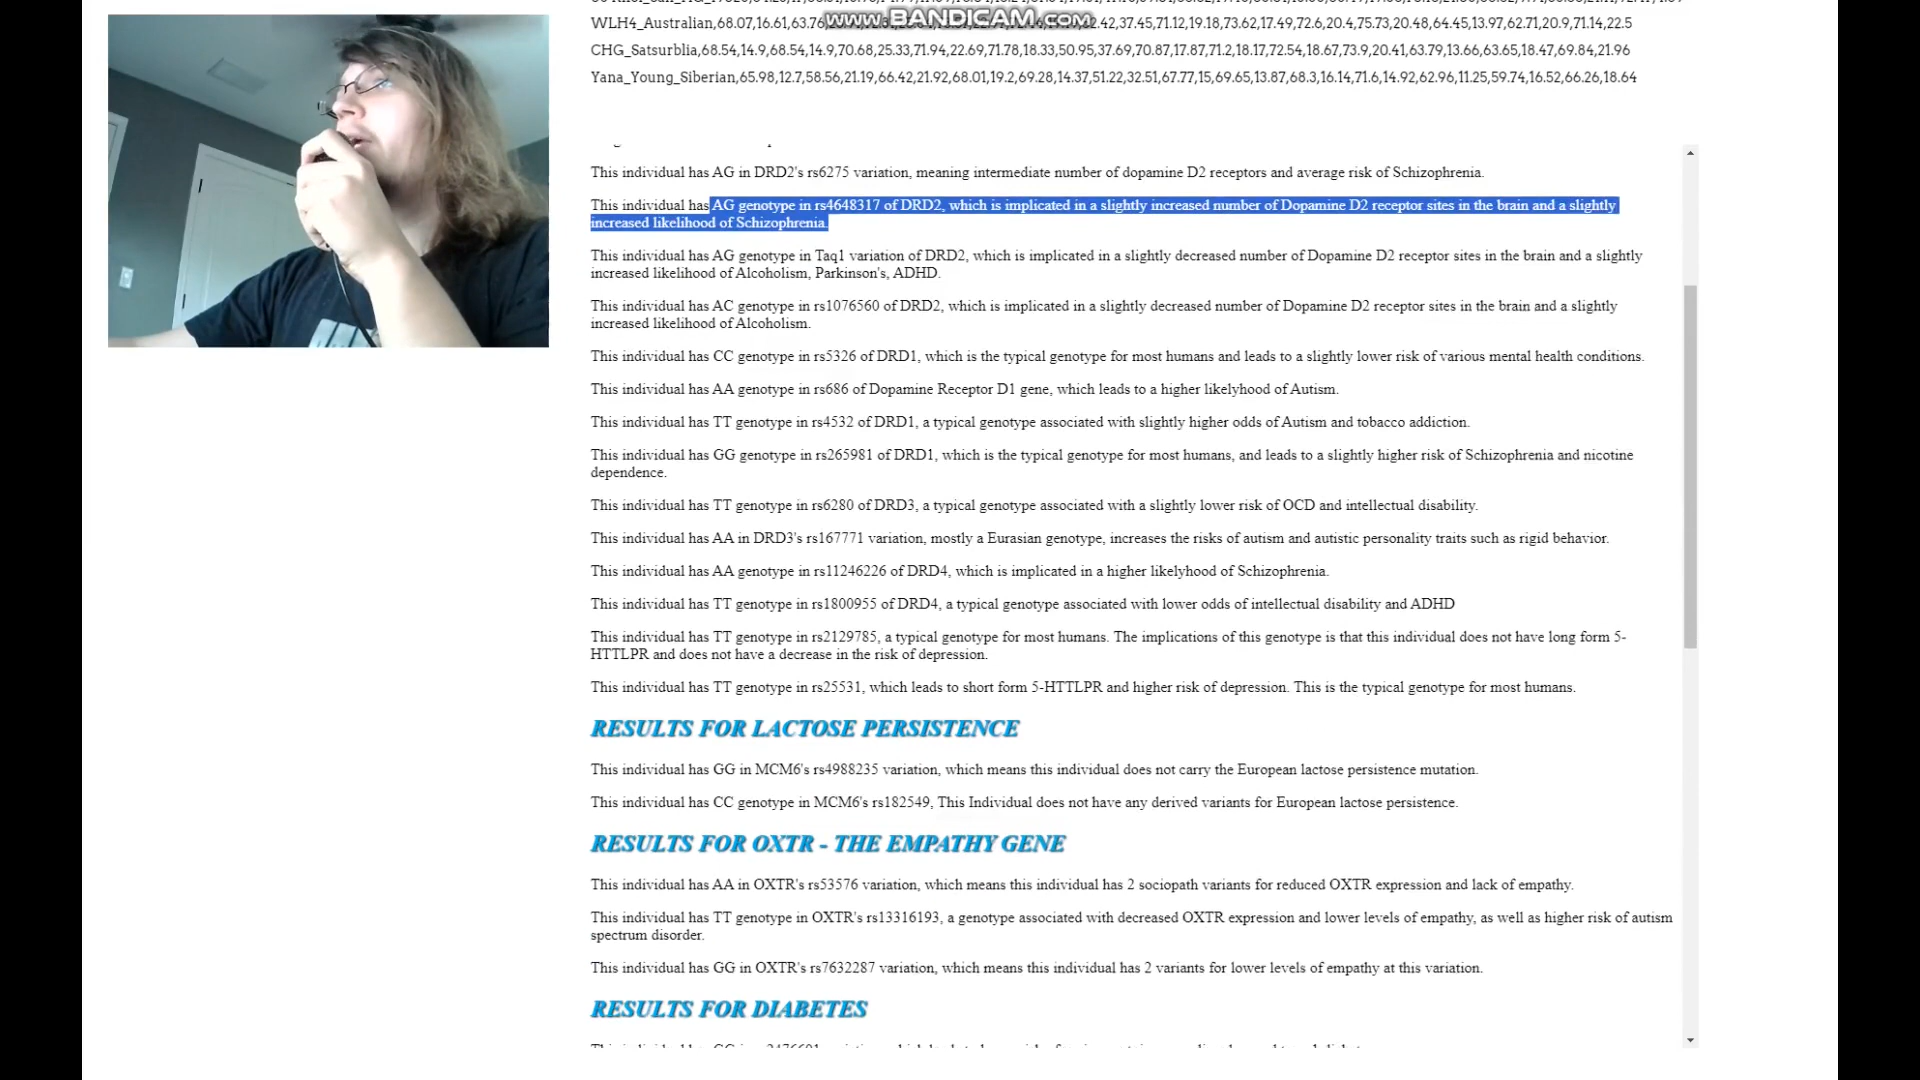 www.BANDICAM.com
WLH4_Australian,68.07,16.61,63.76
42,37.45,71.12,19.18,73.62,17.49,72.6,20.4,75.73,20.48,64.45,13.97,62.71,20.9,71.14,22.5
CHG_Satsurblia,68.54,14.9,68.54,14.9,70.68,25.33,71.94,22.69,71.78,18.33,50.95,37.69,70.87,17.87,71.2,18.17,72.54,18.67,73.9,20.41,63.79,13.66,63.65,18.47,69.84,21.96
Yana_Young_Siberian,65.98,12.7,58.56,21.19,66.42,21.92,68.01,19.2,69.28,14.37,51.22,32.51,67.77,15,69.65,13.87,68.3,16.14,71.6,14.92,62.96,11.25,59.74,16.52,66.26,18.64
This individual has AG in DRD2's rs6275 variation, meaning intermediate number of dopamine D2 receptors and average risk of Schizophrenia.
This individual has AG genotype in rs4648317 of DRD2, which is implicated in a slightly increased number of Dopamine D2 receptor sites in the brain and a slightly
increased likelihood of Schizophrenia.
This individual has AG genotype in Taq1 variation of DRD2, which is implicated in a slightly decreased number of Dopamine D2 receptor sites in the brain and a slightly
increased likelihood of Alcoholism, Parkinson's, ADHD.
This individual has AC genotype in rs1076560 of DRD2, which is implicated in a slightly decreased number of Dopamine D2 receptor sites in the brain and a slightly
increased likelihood of Alcoholism.
This individual has CC genotype in rs5326 of DRD1, which is the typical genotype for most humans and leads to a slightly lower risk of various mental health conditions.
This individual has AA genotype in rs686 of Dopamine Receptor D1 gene, which leads to a higher likelyhood of Autism.
This individual has TT genotype in rs4532 of DRD1, a typical genotype associated with slightly higher odds of Autism and tobacco addiction.
This individual has GG genotype in rs265981 of DRD1, which is the typical genotype for most humans, and leads to a slightly higher risk of Schizophrenia and nicotine
dependence.
This individual has TT genotype in rs6280 of DRD3, a typical genotype associated with a slightly lower risk of OCD and intellectual disability.
This individual has AA in DRD3's rs167771 variation, mostly a Eurasian genotype, increases the risks of autism and autistic personality traits such as rigid behavior.
This individual has AA genotype in rs11246226 of DRD4, which is implicated in a higher likelyhood of Schizophrenia.
This individual has TT genotype in rs1800955 of DRD4, a typical genotype associated with lower odds of intellectual disability and ADHD
This individual has TT genotype in rs2129785, a typical genotype for most humans. The implications of this genotype is that this individual does not have long form 5-
HTTLPR and does not have a decrease in the risk of depression.
This individual has TT genotype in rs25531, which leads to short form 5-HTTLPR and higher risk of depression. This is the typical genotype for most humans.
RESULTS FOR LACTOSE PERSISTENCE
This individual has GG in MCM6's rs4988235 variation, which means this individual does not carry the European lactose persistence mutation.
This individual has CC genotype in MCM6's rs182549, This Individual does not have any derived variants for European lactose persistence.
RESULTS FOR OXTR - THE EMPATHY GENE
This individual has AA in OXTR's rs53576 variation, which means this individual has 2 sociopath variants for reduced OXTR expression and lack of empathy.
This individual has TT genotype in OXTR's rs13316193, a genotype associated with decreased OXTR expression and lower levels of empathy, as well as higher risk of autism
spectrum disorder.
This individual has GG in OXTR's rs7632287 variation, which means this individual has 2 variants for lower levels of empathy at this variation.
RESULTS FOR DIABETES